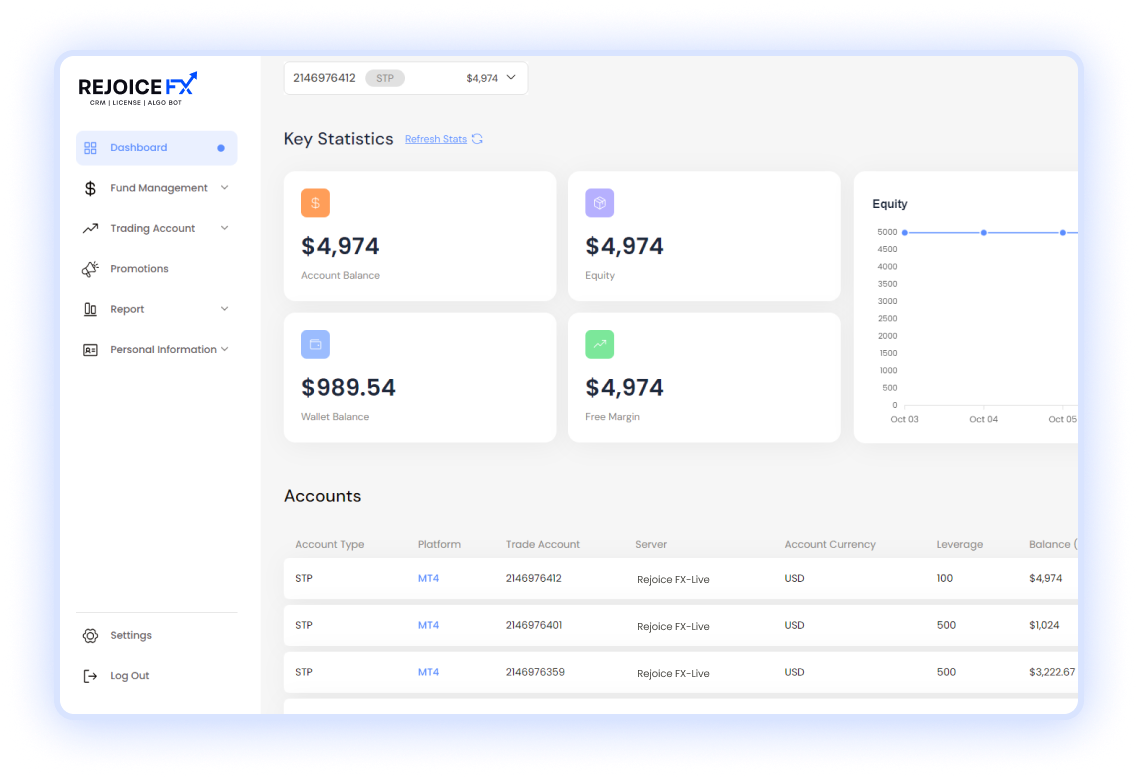 REJOICE FX
CRM | LICENSE | ALGO BOT
Dashboard
Fund Management
Trading Account
Promotions
Report
Personal Information
Settings
Log Out
2146976412 STP $4,974
Key Statistics Refresh Stats
$4,974
Account Balance
$4,974
Equity
$989.54
Wallet Balance
$4,974
Free Margin
Equity
5000
4500
4000
3500
3000
2500
2000
1500
1000
500
0
Oct 03 Oct 04 Oct 05
Accounts
Account Type Platform Trade Account Server Account Currency Leverage Balance (
STP MT4 2146976412 Rejoice FX-Live USD 100 $4,974
STP MT4 2146976401 Rejoice FX-Live USD 500 $1,024
STP MT4 2146976359 Rejoice FX-Live USD 500 $3,222.67